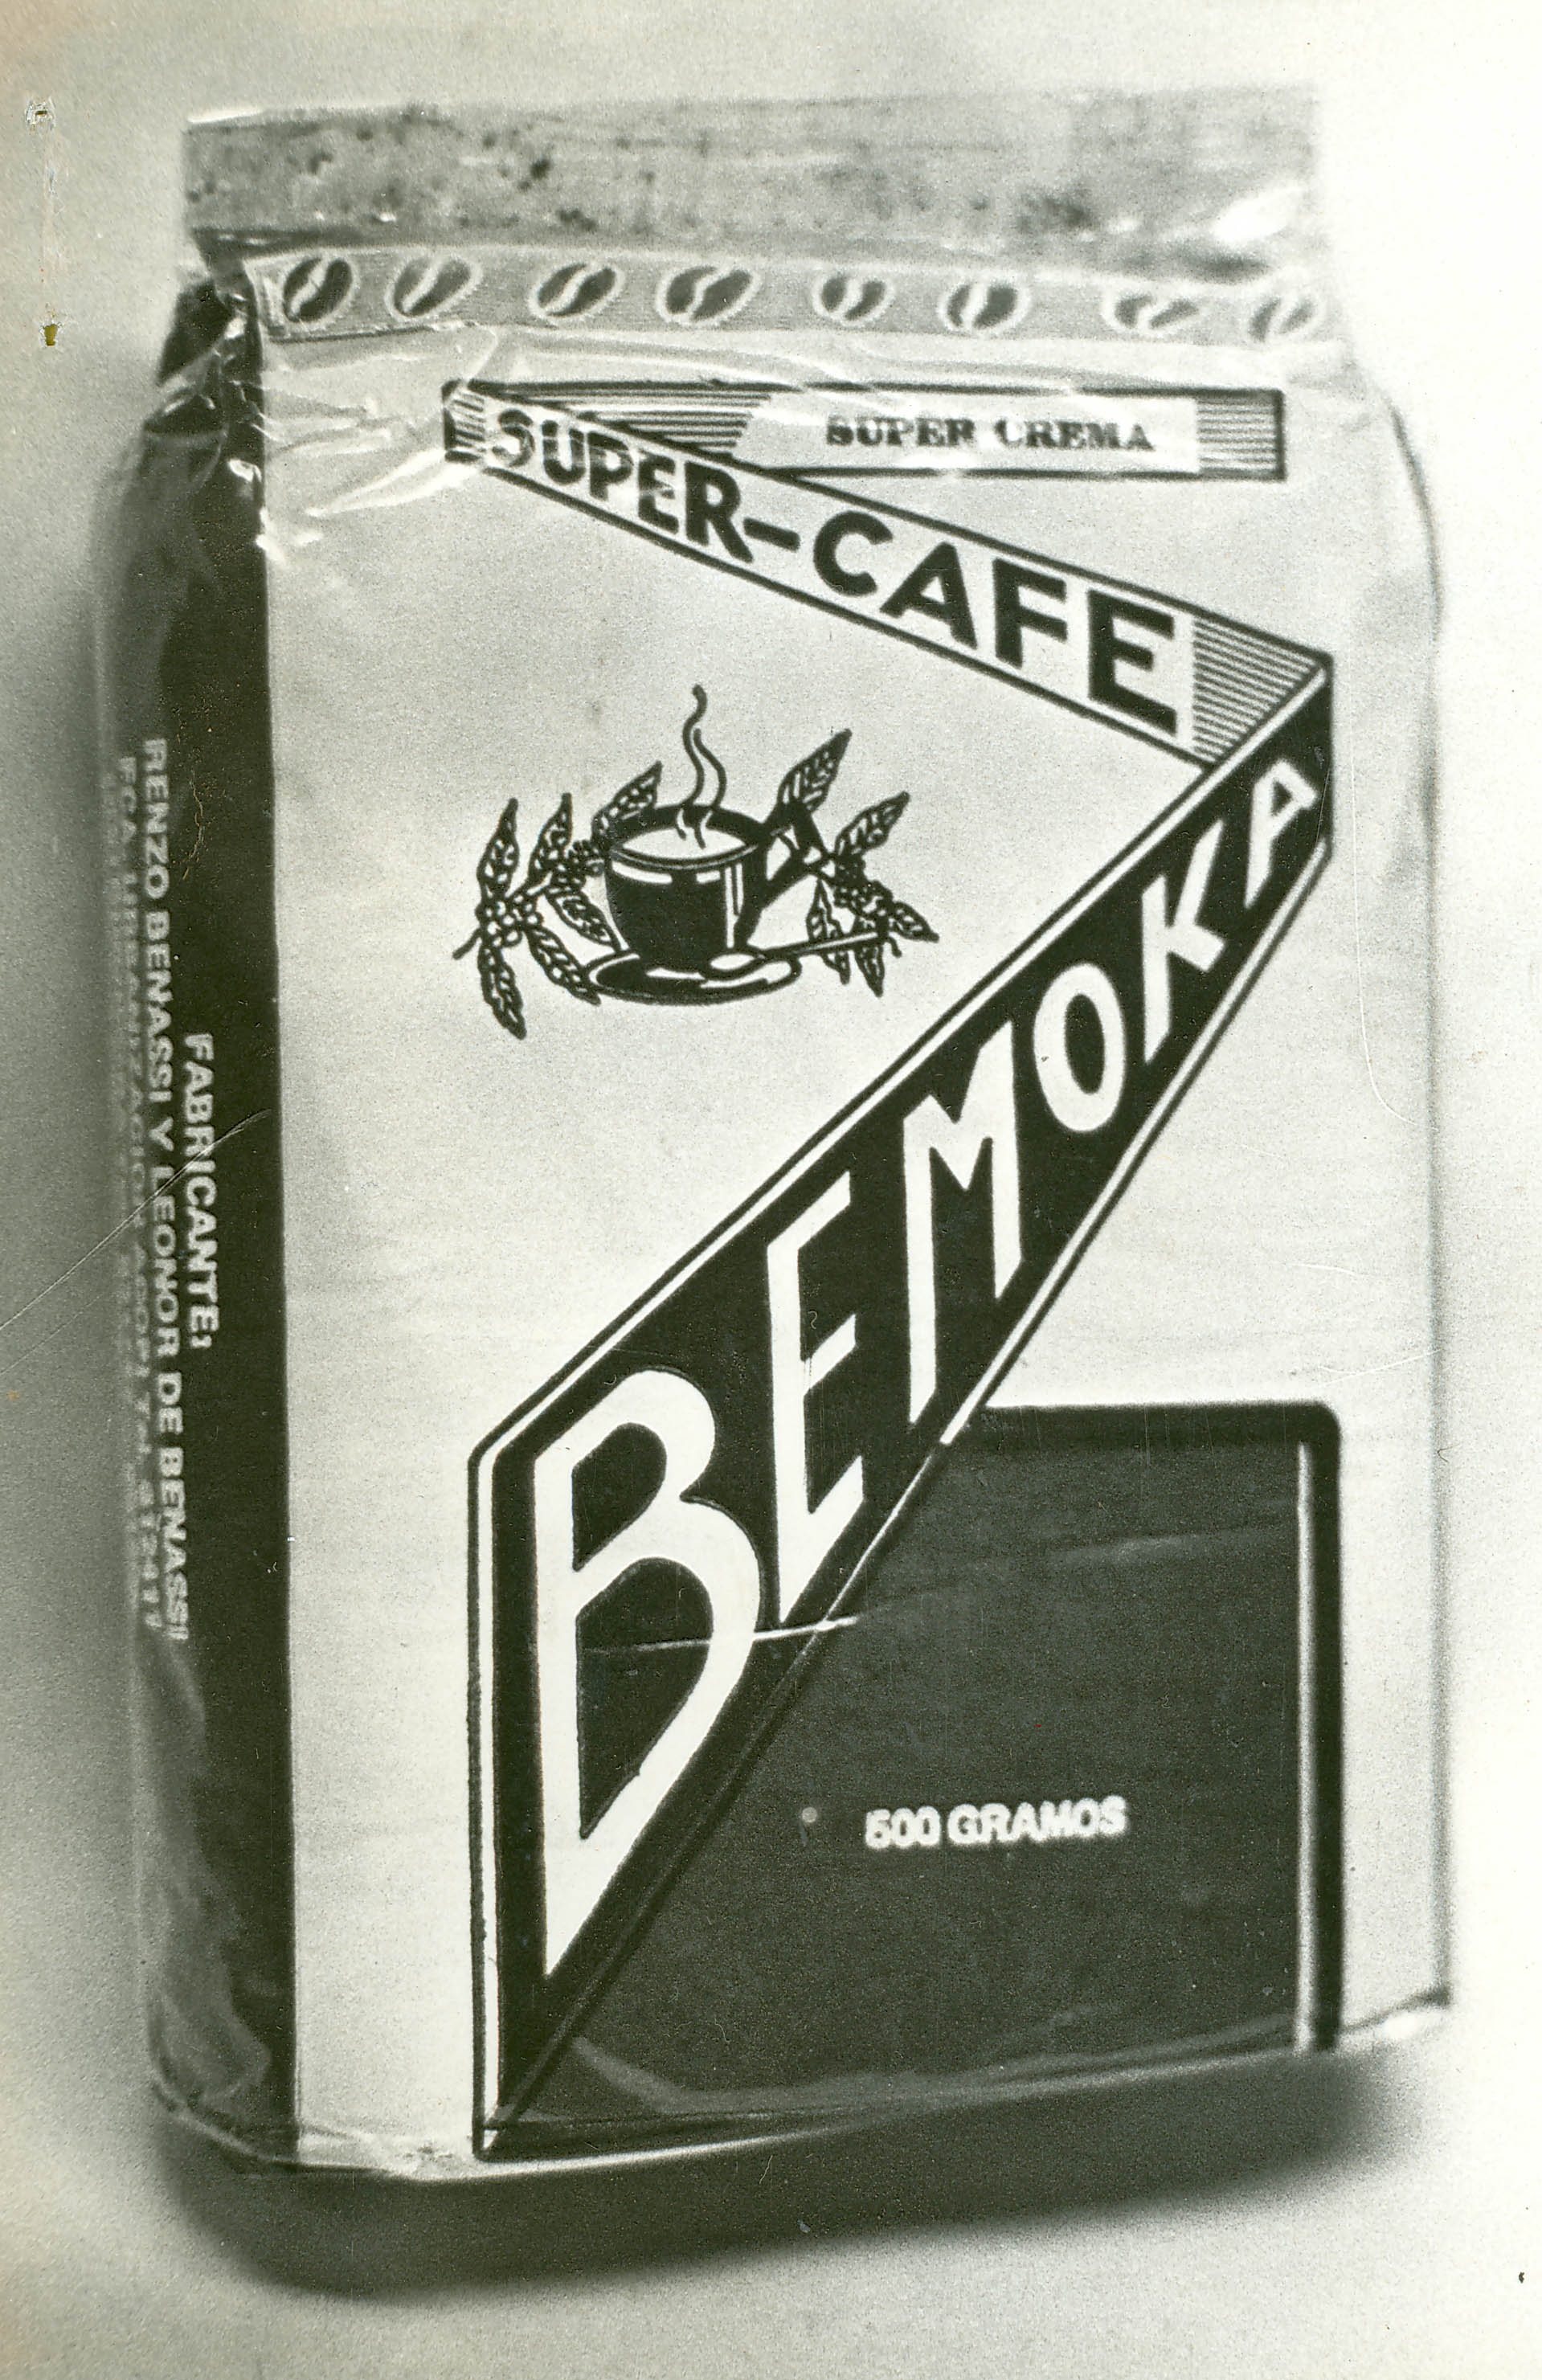 SUPER CREMA
SUPER-CAFE
BEMOKA
500 GRAMOS
FABRICANTE:
RENZO BENASSI Y LEONOR DE BENASSI